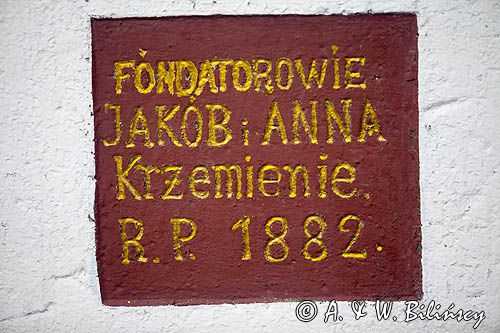 FÓNDATOROWIE
JAKÓB i ANNA
Krzemienie.
R.P. 1882.
© A. & W. Bilińscy